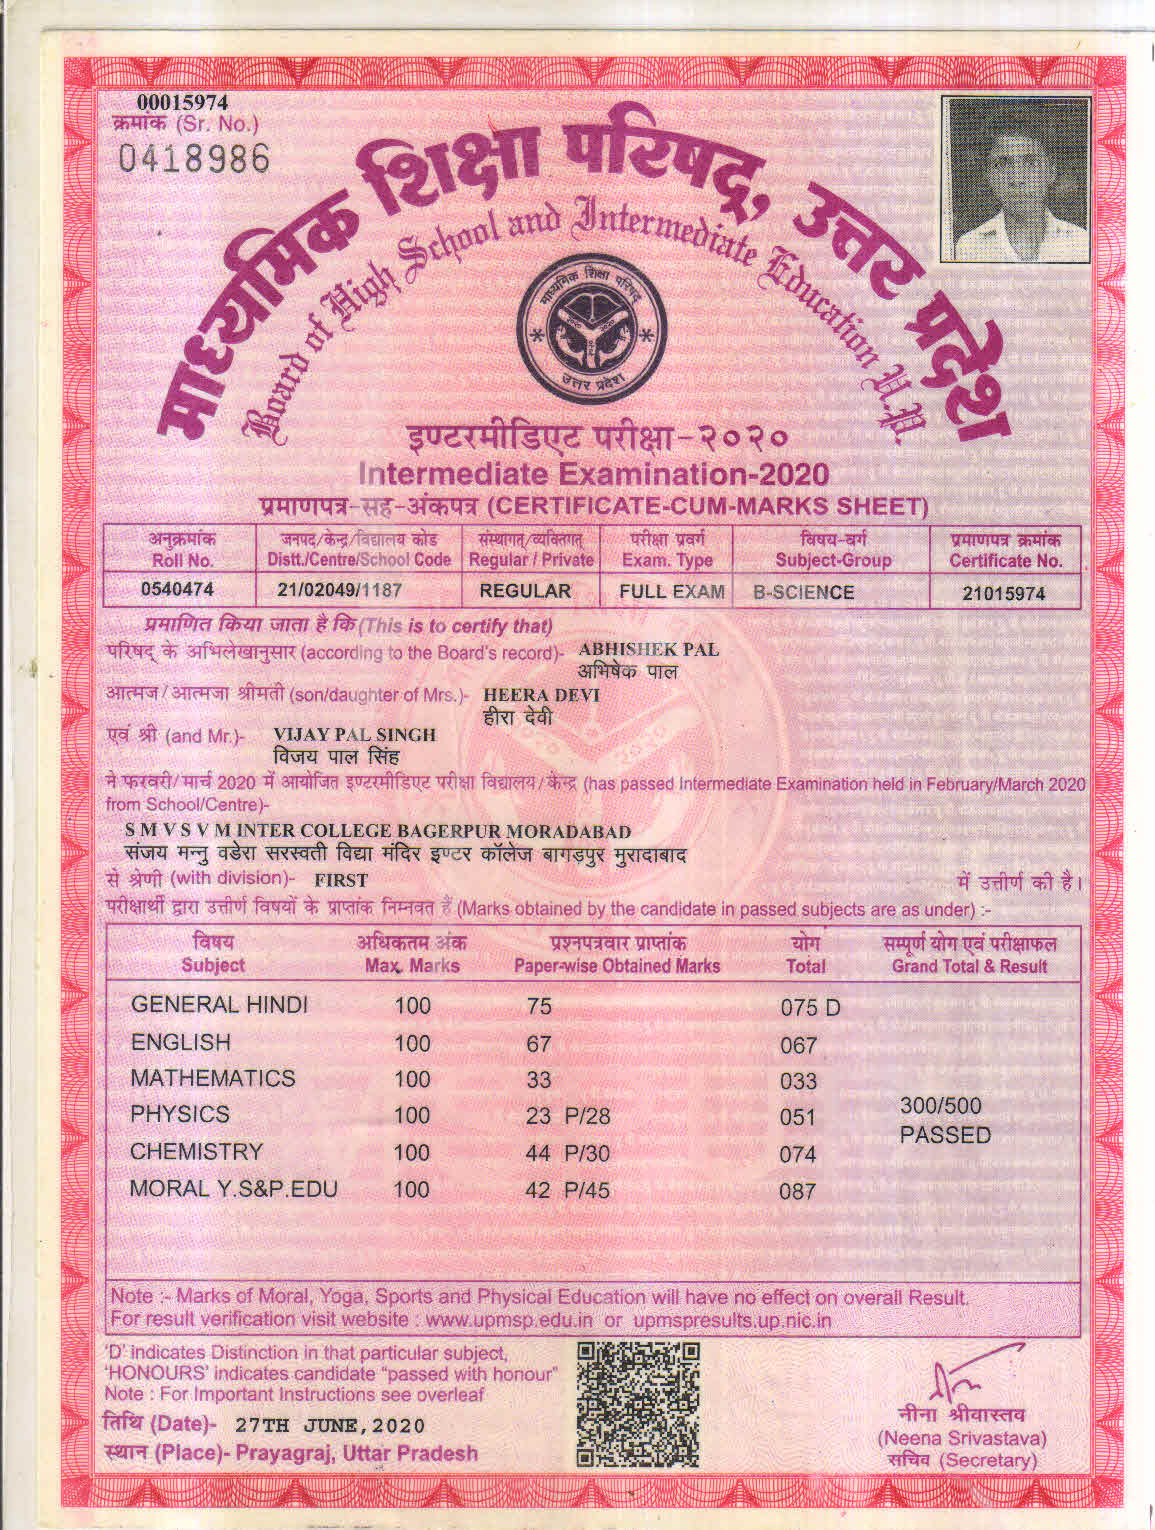 00015974
क्रमांक (Sr. No.)
0418986
माध्यमिक शिक्षा परिषद्, उत्तर प्रदेश
Board of High School and Intermediate Education U.P.
माध्यमिक शिक्षा परिषद्
उत्तर प्रदेश
इण्टरमीडिएट परीक्षा-२०२०
Intermediate Examination-2020
प्रमाणपत्र-सह-अंकपत्र (CERTIFICATE-CUM-MARKS SHEET)
अनुक्रमांक जनपद/केन्द्र/विद्यालय कोड संस्थागत्/व्यक्तिगत् परीक्षा प्रवर्ग विषय-वर्ग प्रमाणपत्र क्रमांक
Roll No. Distt./Centre/School Code Regular / Private Exam. Type Subject-Group Certificate No.
0540474 21/02049/1187 REGULAR FULL EXAM B-SCIENCE 21015974
प्रमाणित किया जाता है कि (This is to certify that)
परिषद् के अभिलेखानुसार (according to the Board's record)- ABHISHEK PAL
अभिषेक पाल
आत्मज/आत्मजा श्रीमती (son/daughter of Mrs.)- HEERA DEVI
हीरा देवी
एवं श्री (and Mr.)- VIJAY PAL SINGH
विजय पाल सिंह
ने फरवरी/मार्च 2020 में आयोजित इण्टरमीडिएट परीक्षा विद्यालय/केन्द्र (has passed Intermediate Examination held in February/March 2020
from School/Centre)-
S M V S V M INTER COLLEGE BAGERPUR MORADABAD
संजय मन्नु वडेरा सरस्वती विद्या मंदिर इण्टर कॉलेज बागड़पुर मुरादाबाद
से श्रेणी (with division)- FIRST में उत्तीर्ण की है।
परीक्षार्थी द्वारा उत्तीर्ण विषयों के प्राप्तांक निम्नवत हैं (Marks obtained by the candidate in passed subjects are as under) :-
विषय अधिकतम अंक प्रश्नपत्रवार प्राप्तांक योग सम्पूर्ण योग एवं परीक्षाफल
Subject Max. Marks Paper-wise Obtained Marks Total Grand Total & Result
GENERAL HINDI 100 75 075 D
ENGLISH 100 67 067
MATHEMATICS 100 33 033
PHYSICS 100 23 P/28 051
300/500
PASSED
CHEMISTRY 100 44 P/30 074
MORAL Y.S&P.EDU 100 42 P/45 087
Note :- Marks of Moral, Yoga, Sports and Physical Education will have no effect on overall Result.
For result verification visit website : www.upmsp.edu.in or upmspresults.up.nic.in
'D' indicates Distinction in that particular subject,
'HONOURS' indicates candidate "passed with honour"
Note : For Important Instructions see overleaf
तिथि (Date)- 27TH JUNE,2020
स्थान (Place)- Prayagraj, Uttar Pradesh
नीना श्रीवास्तव
(Neena Srivastava)
सचिव (Secretary)